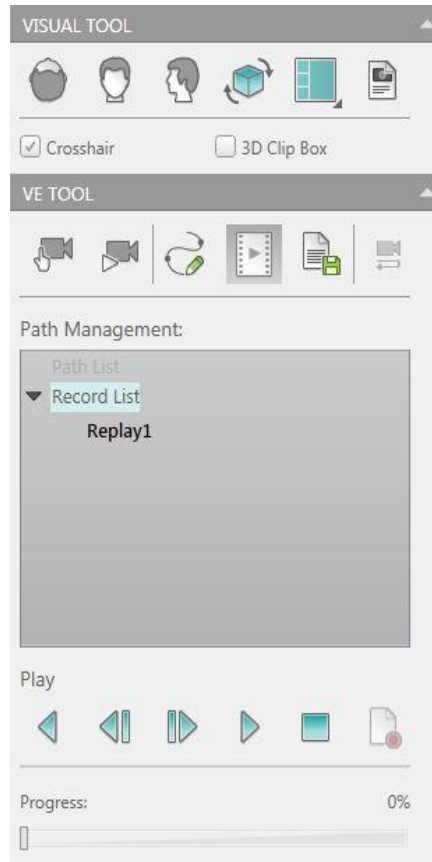 VISUAL TOOL
Crosshair 3D Clip Box
VE TOOL
Path Management:
Path List
Record List
Replay1
Play
Progress: 0%